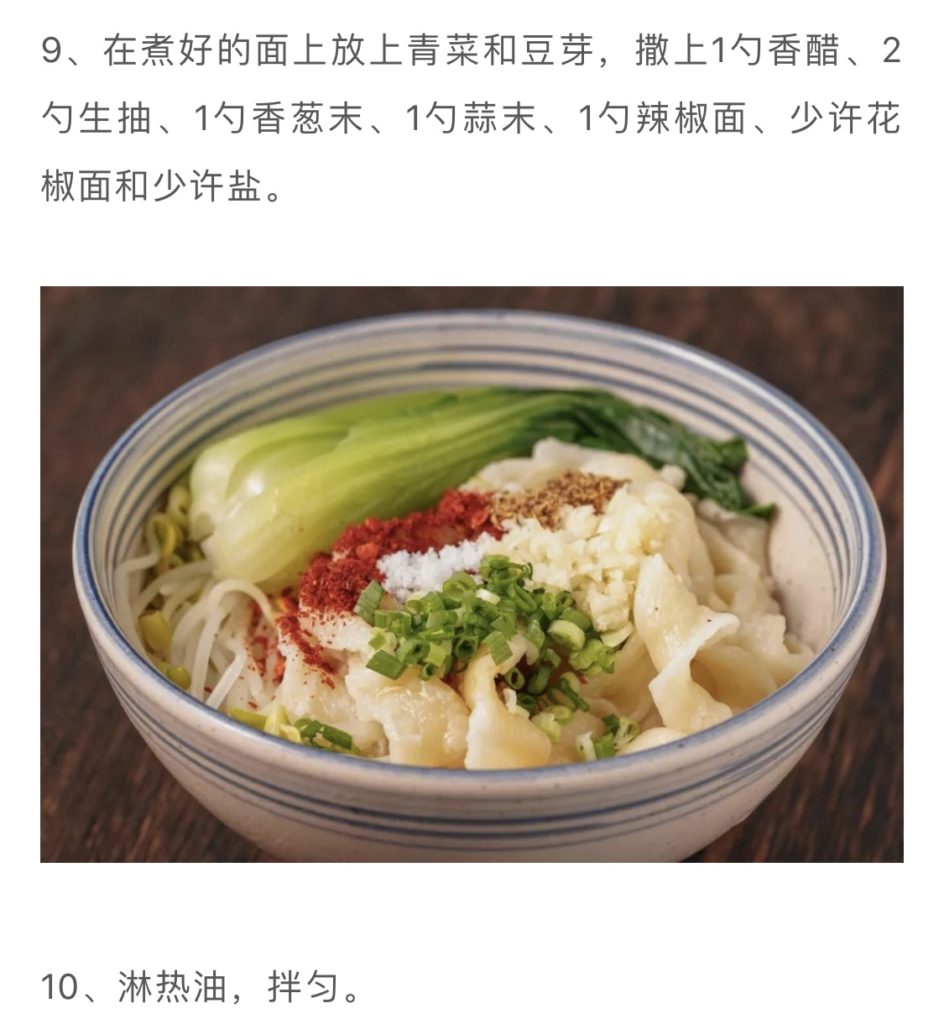 9、在煮好的面上放上青菜和豆芽，撒上1勺香醋、2
勺生抽、1勺香葱末、1勺蒜末、1勺辣椒面、少许花
椒面和少许盐。
10、淋热油，拌匀。